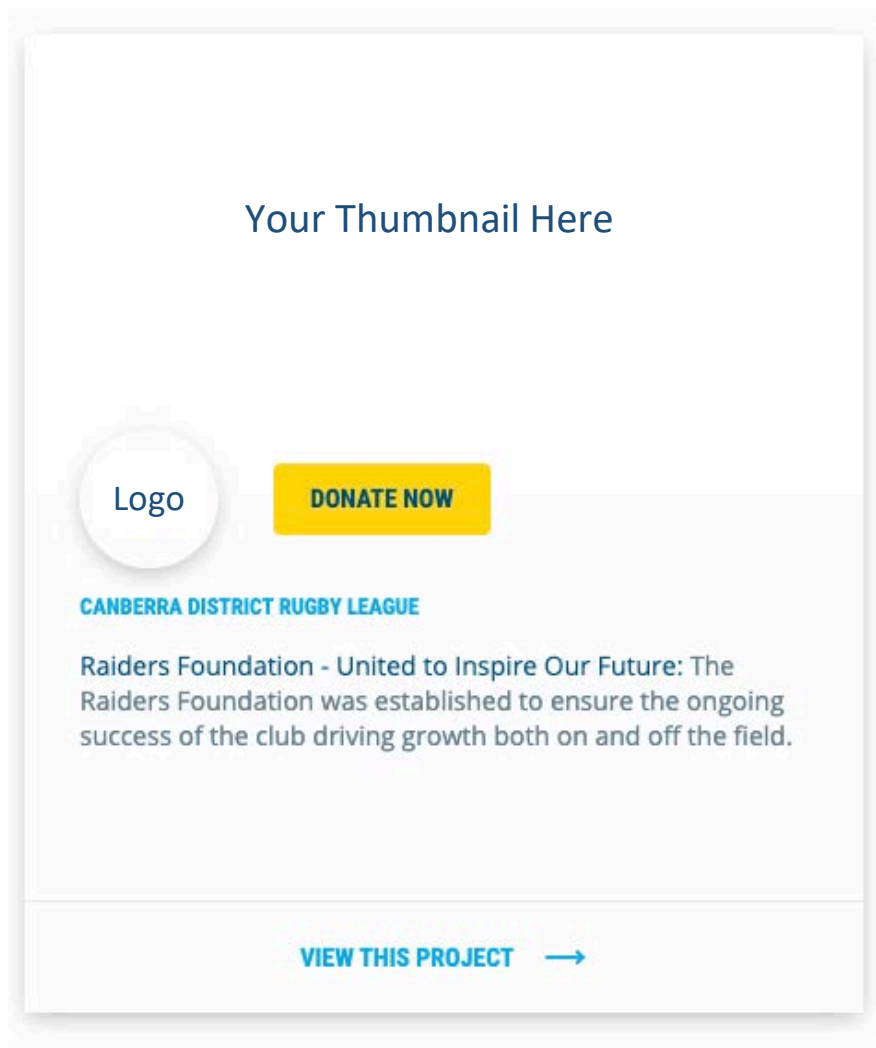 Your Thumbnail Here
Logo
DONATE NOW
CANBERRA DISTRICT RUGBY LEAGUE
Raiders Foundation - United to Inspire Our Future: The
Raiders Foundation was established to ensure the ongoing
success of the club driving growth both on and off the field.
VIEW THIS PROJECT